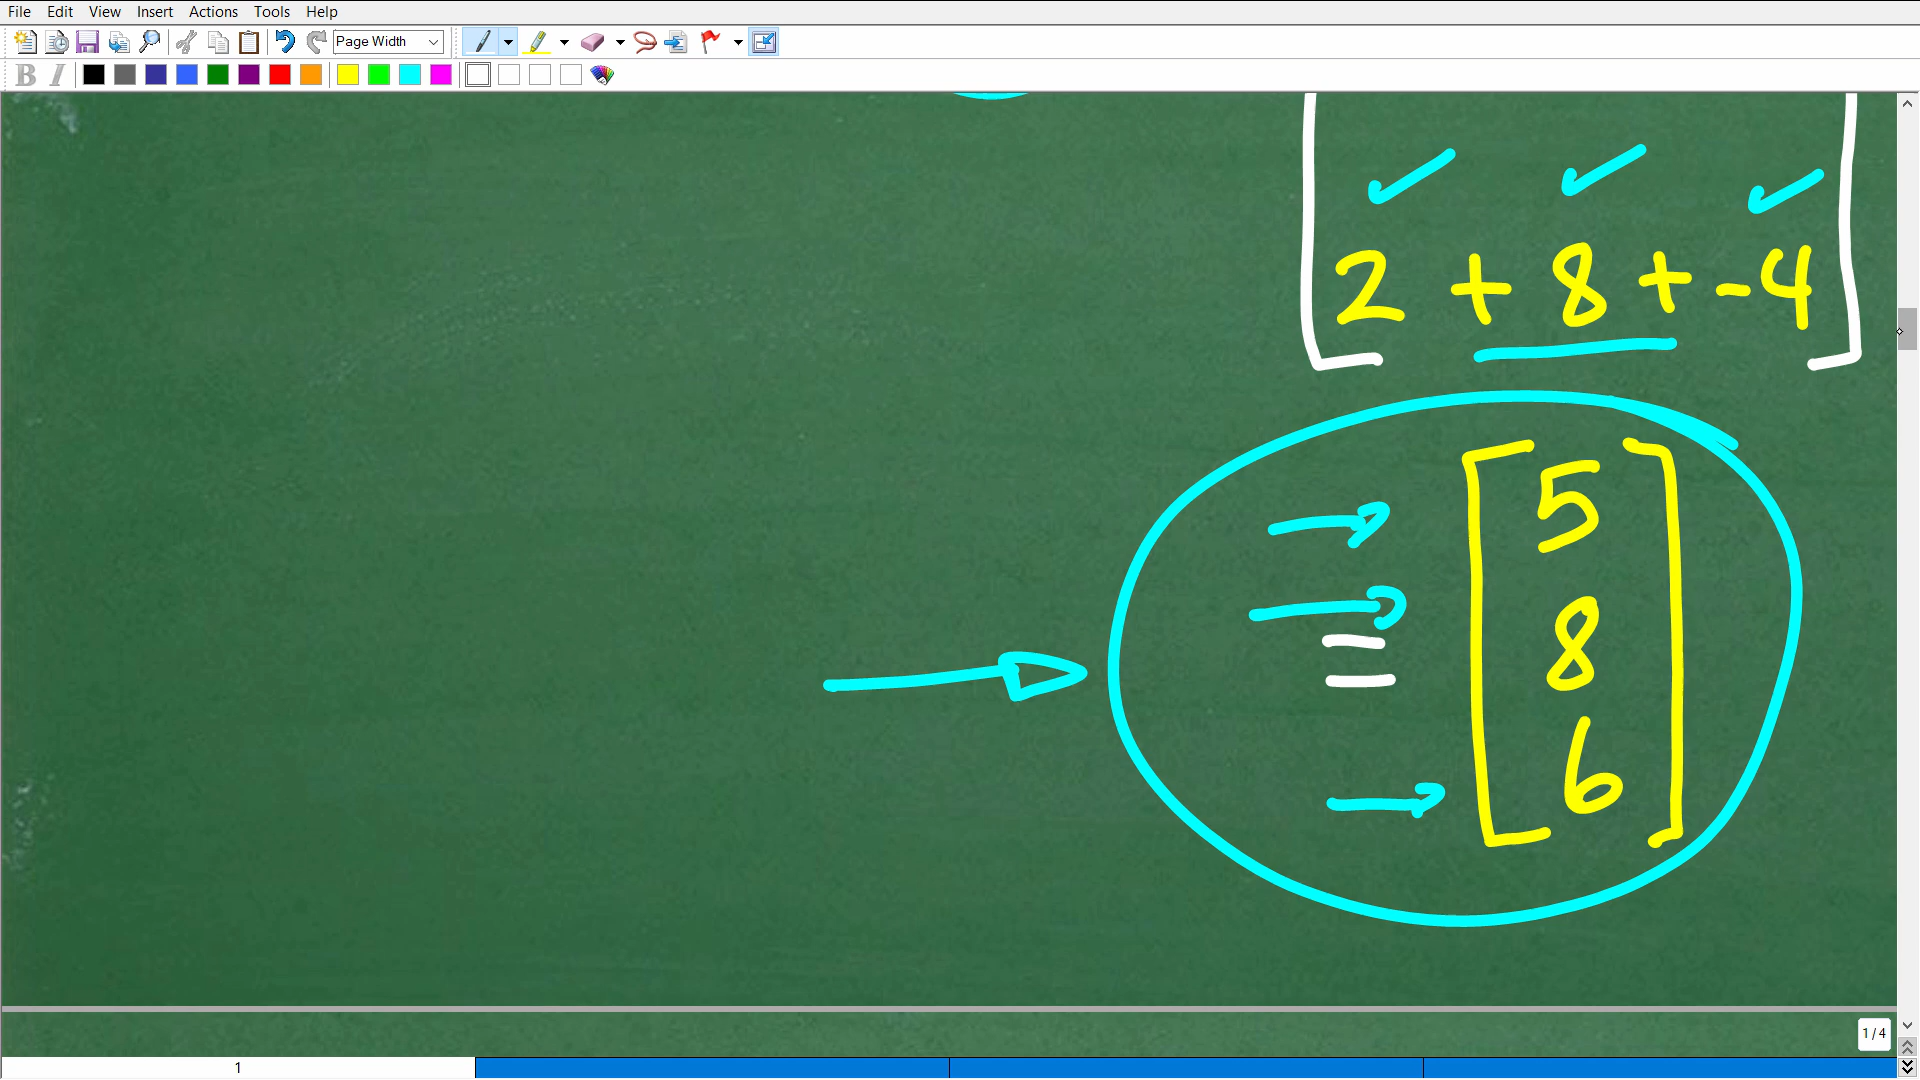 File Edit View Insert Actions Tools Help
Page Width
B I
2 + 8 + -4
5
8
=
6
1 / 4
1